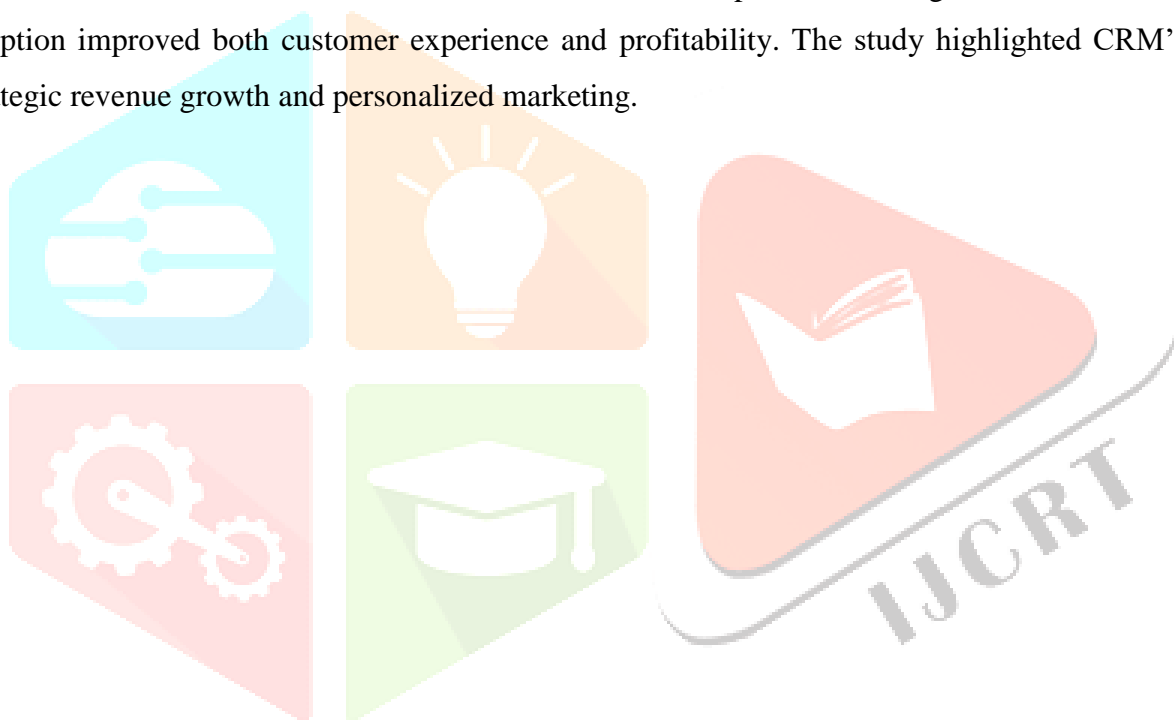 ption improved both customer experience and profitability. The study highlighted CRM’
tegic revenue growth and personalized marketing.
IJCRT